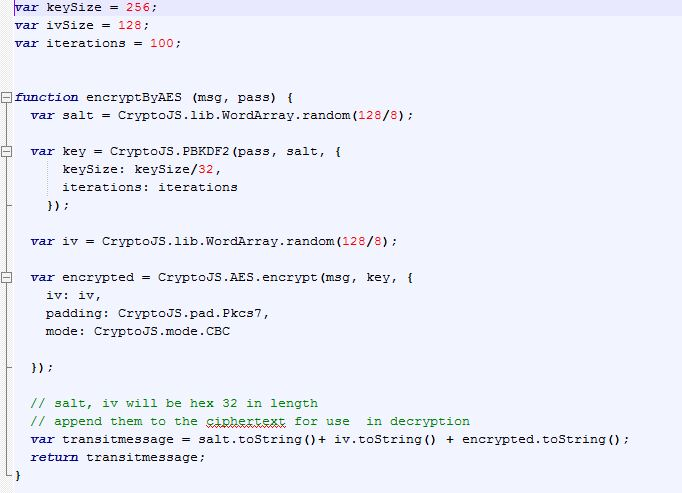 var keySize = 256;
var ivSize = 128;
var iterations = 100;
function encryptByAES (msg, pass) {
var salt = CryptoJS.lib.WordArray.random(128/8);
var key = CryptoJS.PBKDF2(pass, salt, {
keySize: keySize/32,
iterations: iterations
});
var iv = CryptoJS.lib.WordArray.random(128/8);
var encrypted = CryptoJS.AES.encrypt(msg, key, {
iv: iv,
padding: CryptoJS.pad.Pkcs7,
mode: CryptoJS.mode.CBC
});
// salt, iv will be hex 32 in length
// append them to the ciphertext for use  in decryption
var transitmessage = salt.toString()+ iv.toString() + encrypted.toString();
return transitmessage;
}